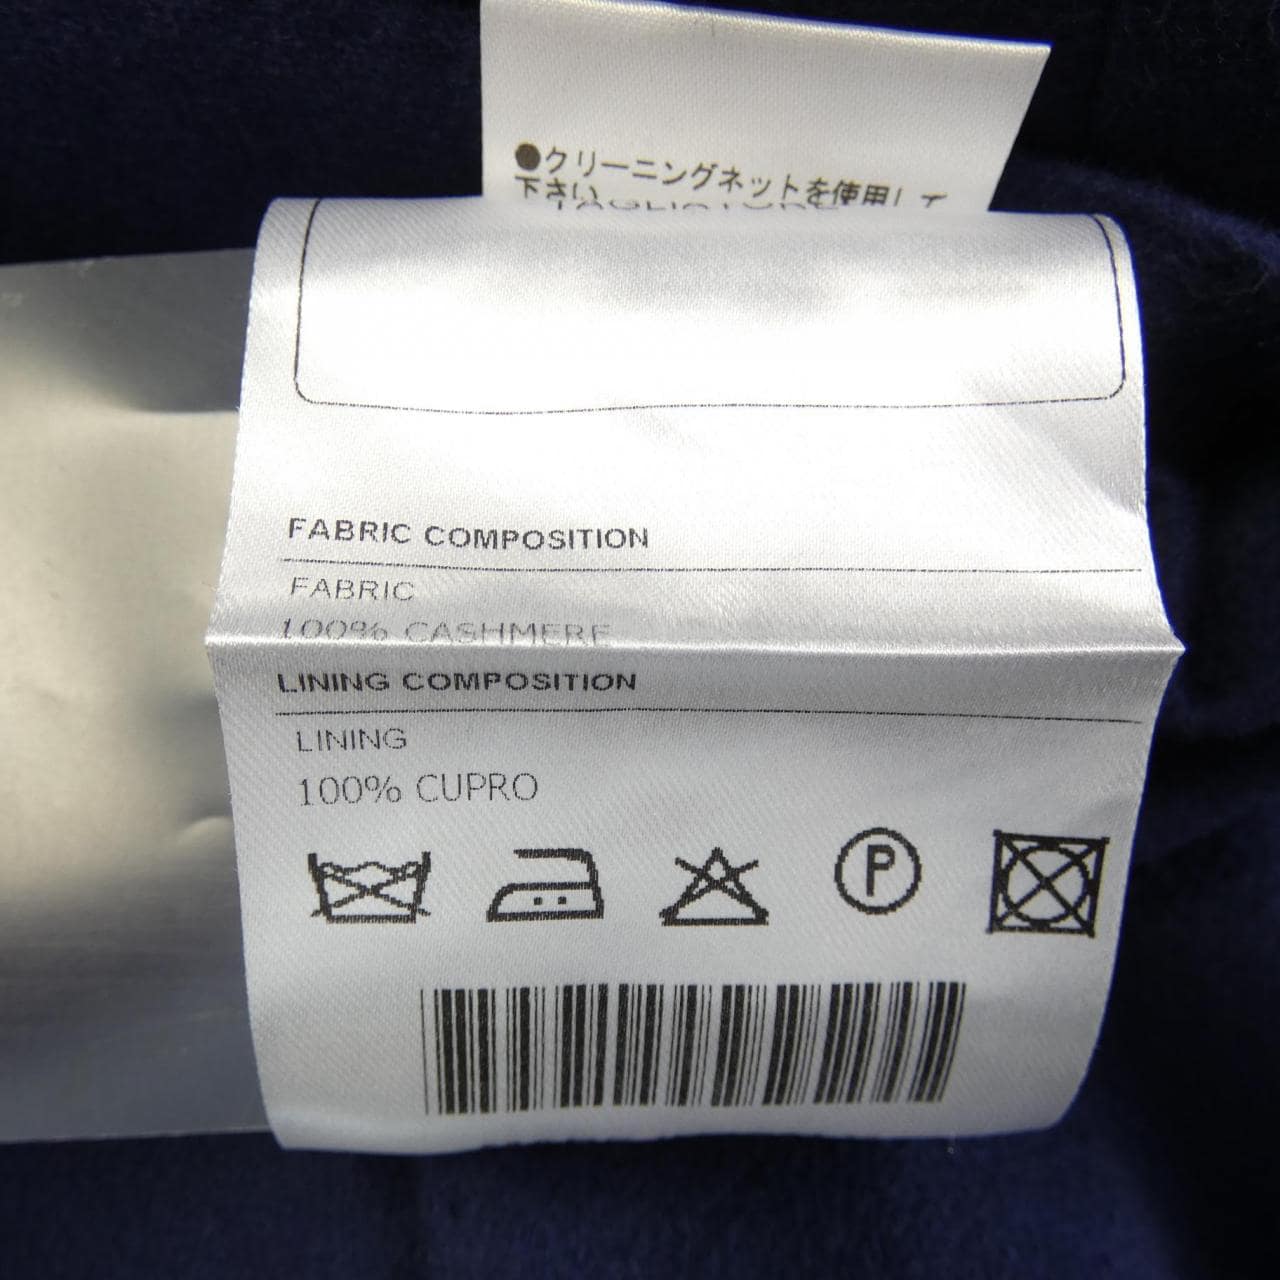 ●クリーニングネットを使用して
下さい
FABRIC COMPOSITION
FABRIC
100% CASHMERE
LINING COMPOSITION
LINING
100% CUPRO
P